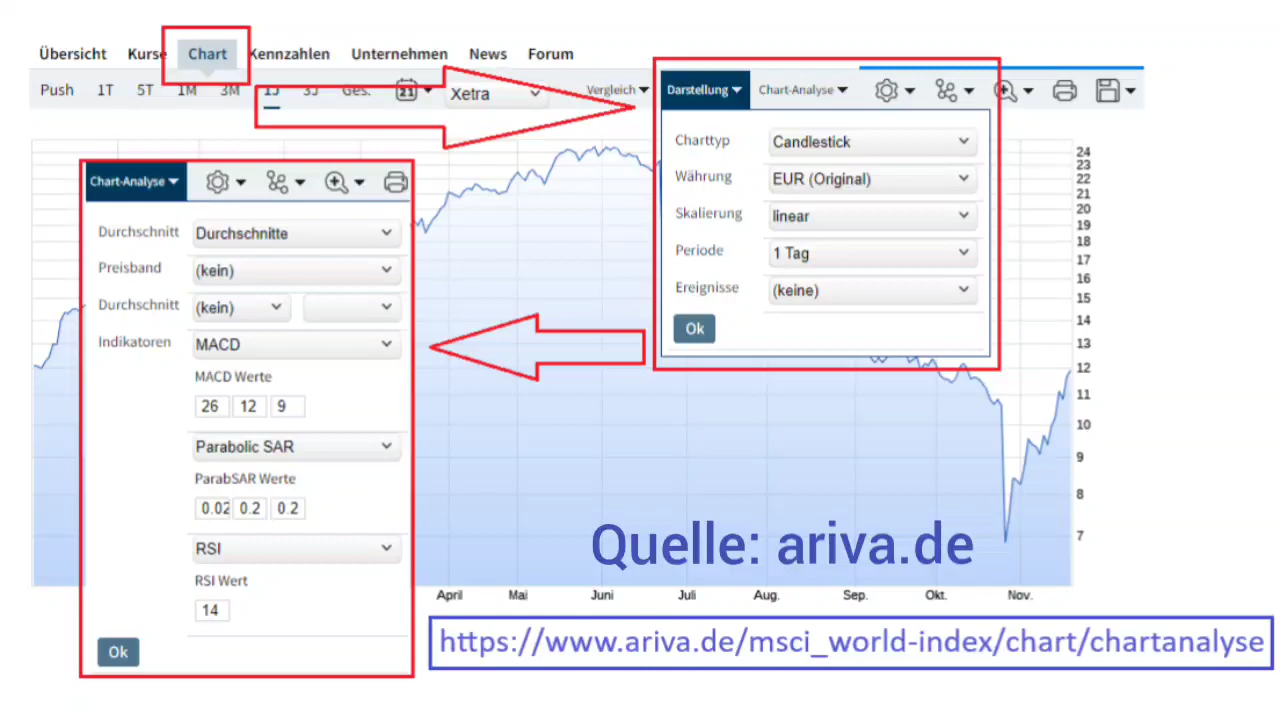 Übersicht Kurse Chart Kennzahlen Unternehmen News Forum
Push 1T 5T 1M 3M 1J 3J Ges. 21 Xetra Vergleich Darstellung Chart-Analyse
Charttyp Candlestick
Währung EUR (Original)
Skalierung linear
Periode 1 Tag
Ereignisse (keine)
Ok
Chart-Analyse
Durchschnitt Durchschnitte
Preisband (kein)
Durchschnitt (kein)
Indikatoren MACD
MACD Werte
26 12 9
Parabolic SAR
ParabSAR Werte
0.02 0.2 0.2
RSI
RSI Wert
14
Ok
24
23
22
21
20
19
18
17
16
15
14
13
12
11
10
9
8
7
Quelle: ariva.de
April Mai Juni Juli Aug. Sep. Okt. Nov.
https://www.ariva.de/msci_world-index/chart/chartanalyse